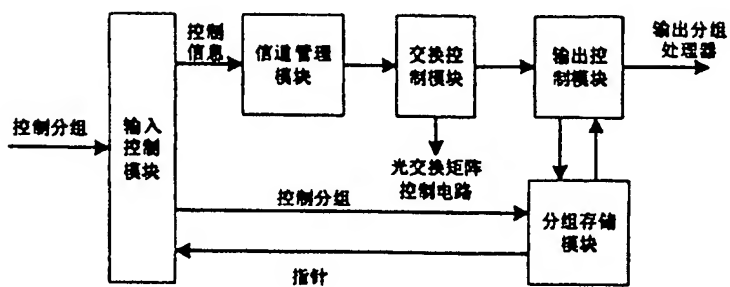 控制分组
输入
控制
模块
控制
信息
信道管理
模块
交换控
制模块
输出控
制模块
输出分组
处理器
光交换矩阵
控制电路
控制分组
分组存储
模块
指针